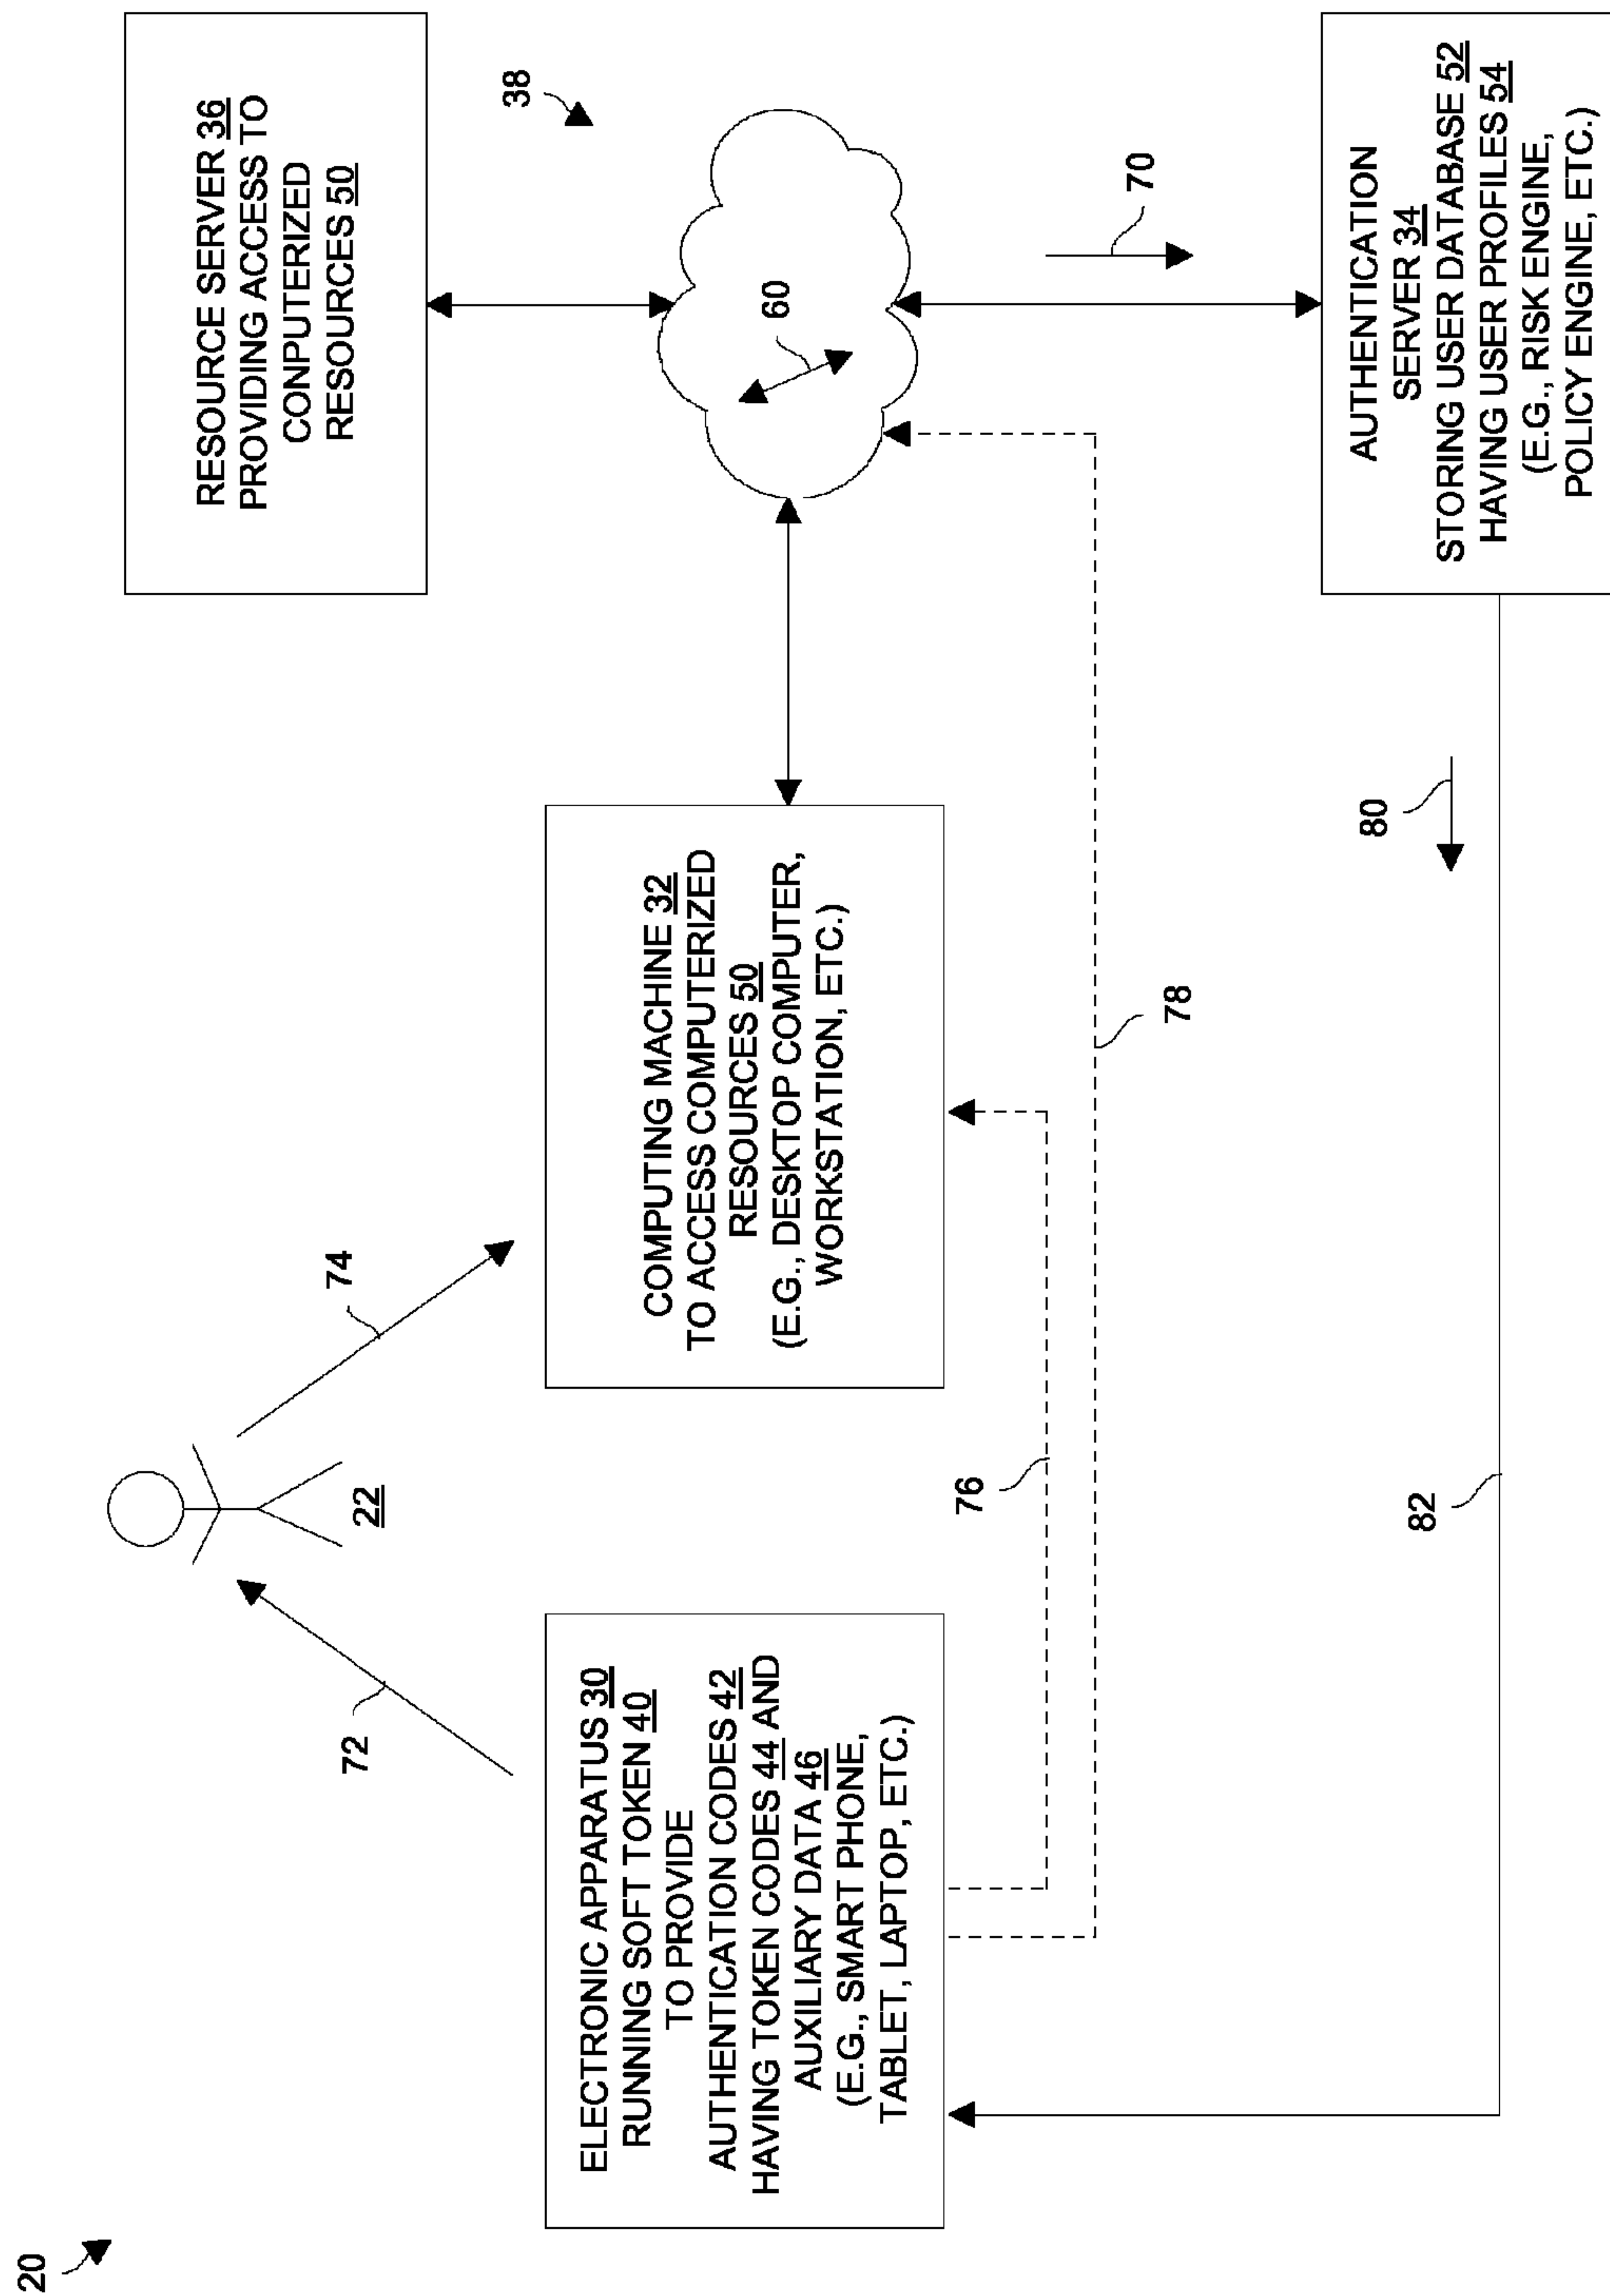 20
72
22
74
ELECTRONIC APPARATUS 30
RUNNING SOFT TOKEN 40
TO PROVIDE
AUTHENTICATION CODES 42
HAVING TOKEN CODES 44 AND
AUXILIARY DATA 46
(E.G., SMART PHONE,
TABLET, LAPTOP, ETC.)
COMPUTING MACHINE 32
TO ACCESS COMPUTERIZED
RESOURCES 50
(E.G., DESKTOP COMPUTER,
WORKSTATION, ETC.)
RESOURCE SERVER 36
PROVIDING ACCESS TO
CONPUTERIZED
RESOURCES 50
38
60
70
76
78
80
82
AUTHENTICATION
SERVER 34
STORING USER DATABASE 52
HAVING USER PROFILES 54
(E.G., RISK ENGINE,
POLICY ENGINE, ETC.)